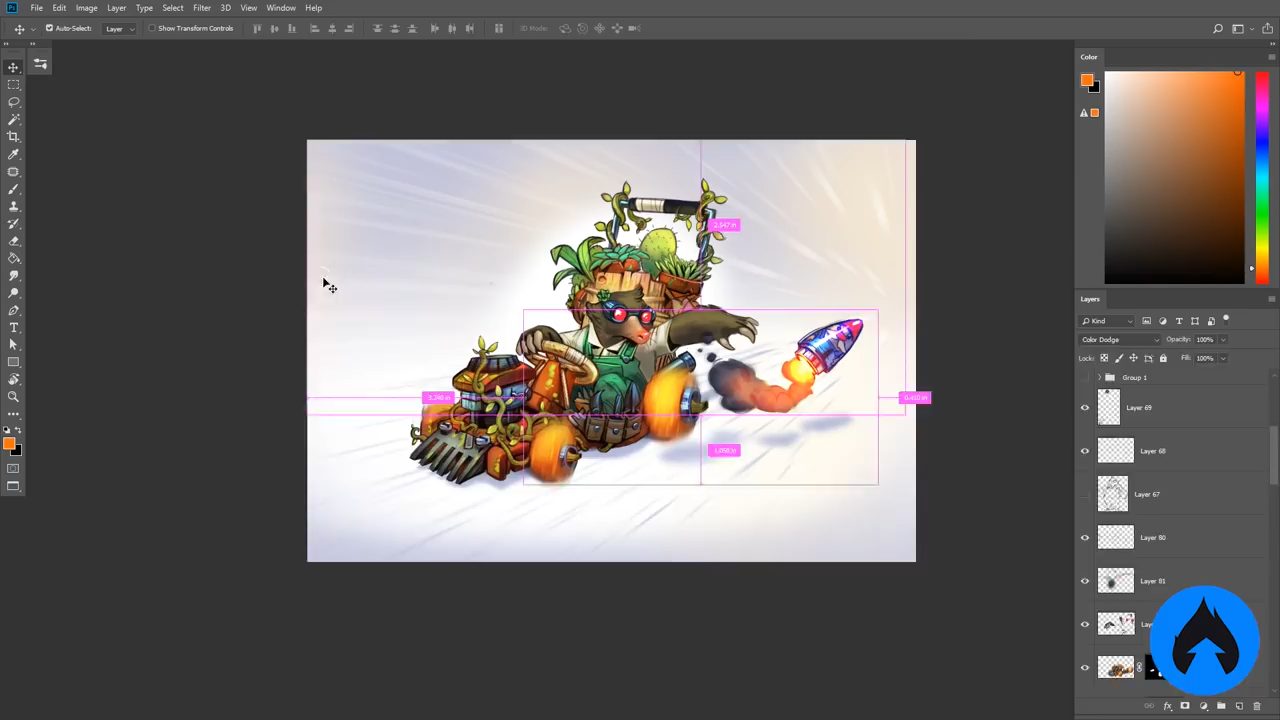 Ps File Edit Image Layer Type Select Filter 3D View Window Help
Auto-Select: Layer Show Transform Controls 3D Mode:
Color
Layers
Kind
Color Dodge Opacity: 100%
Lock: Fill: 100%
Group 1
Layer 69
Layer 68
Layer 67
Layer 80
Layer 81